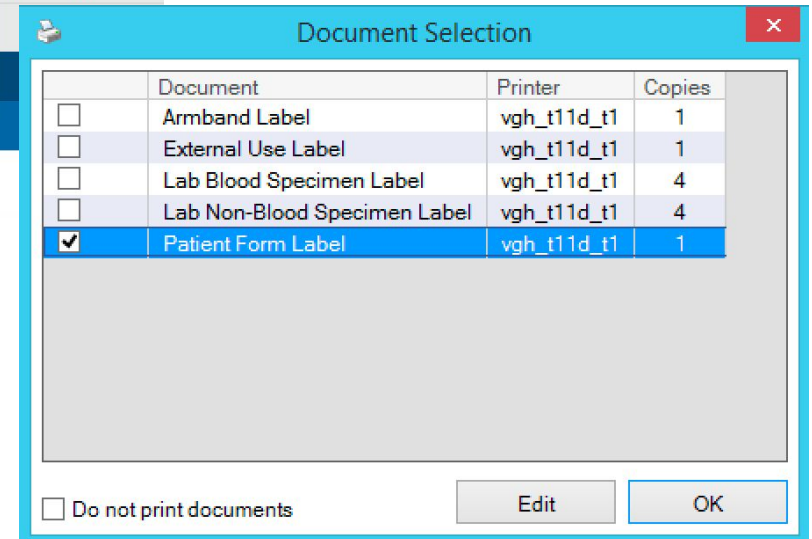 Document Selection
Document Printer Copies
Armband Label vgh_t11d_t1 1
External Use Label vgh_t11d_t1 1
Lab Blood Specimen Label vgh_t11d_t1 4
Lab Non-Blood Specimen Label vgh_t11d_t1 4
Patient Form Label vgh_t11d_t1 1
Do not print documents Edit OK